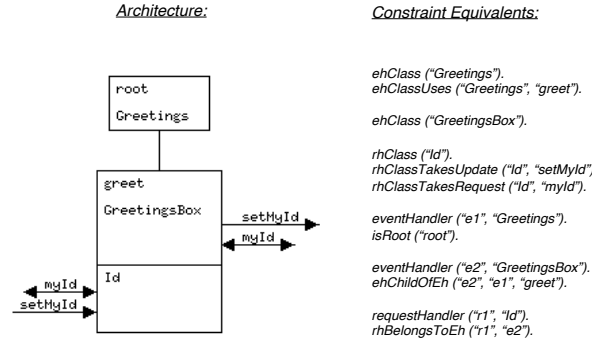 Architecture:
root
Greetings
greet
GreetingsBox
setMyId
myId
Id
myId
setMyId
Constraint Equivalents:
ehClass (“Greetings”).
ehClassUses (“Greetings”, “greet”).
ehClass (“GreetingsBox”).
rhClass (“Id”).
rhClassTakesUpdate (“Id”, “setMyId”)
rhClassTakesRequest (“Id”, “myId”).
eventHandler (“e1”, “Greetings”).
isRoot (“root”).
eventHandler (“e2”, “GreetingsBox”).
ehChildOfEh (“e2”, “e1”, “greet”).
requestHandler (“r1”, “Id”).
rhBelongsToEh (“r1”, “e2”).